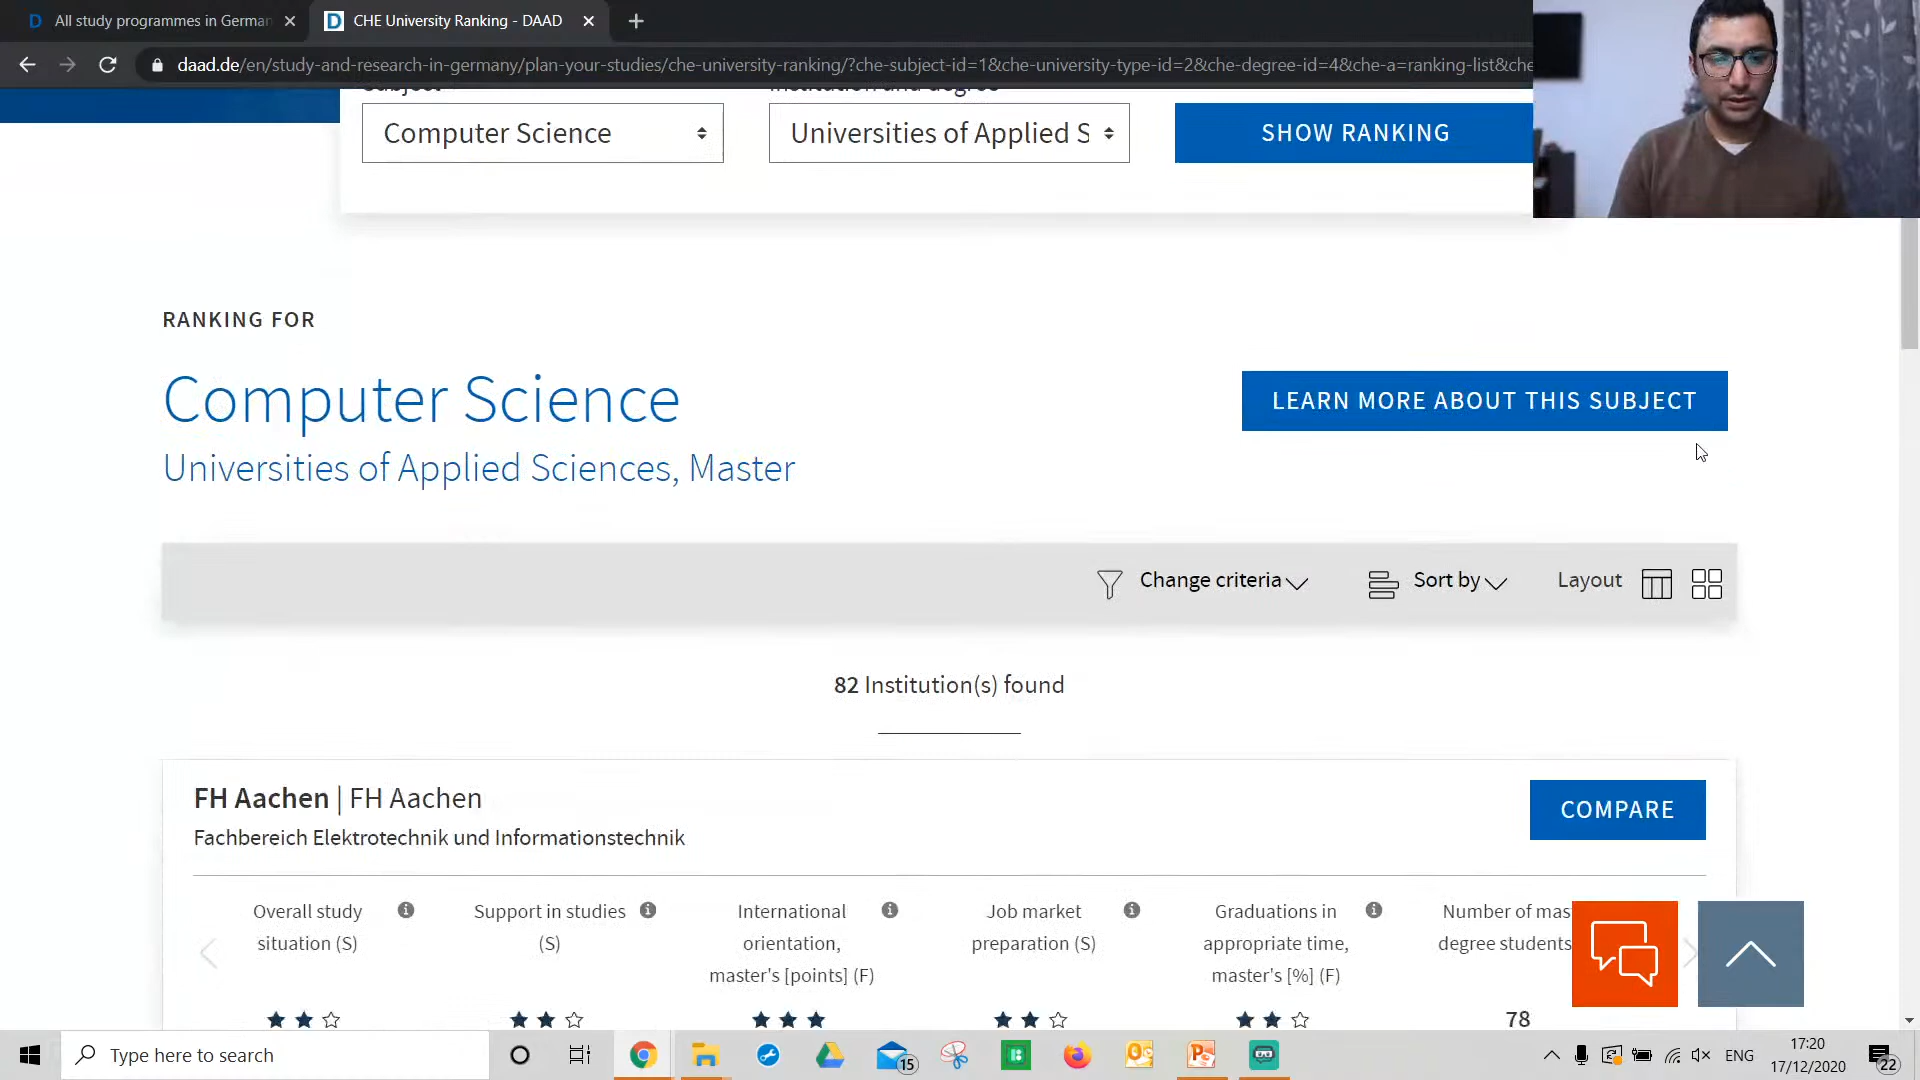 All study programmes in German
CHE University Ranking - DAAD
daad.de/en/study-and-research-in-germany/plan-your-studies/che-university-ranking/?che-subject-id=1&che-university-type-id=2&che-degree-id=4&che-a=ranking-list&che
Subject
Institution and degree
Computer Science
Universities of Applied S
SHOW RANKING
RANKING FOR
Computer Science
LEARN MORE ABOUT THIS SUBJECT
Universities of Applied Sciences, Master
Change criteria
Sort by
Layout
82 Institution(s) found
FH Aachen | FH Aachen
COMPARE
Fachbereich Elektrotechnik und Informationstechnik
Overall study
situation (S)
Support in studies
(S)
International
orientation,
master's [points] (F)
Job market
preparation (S)
Graduations in
appropriate time,
master's [%] (F)
Number of mas
degree students
78
Type here to search
15
ENG
17:20
17/12/2020
22